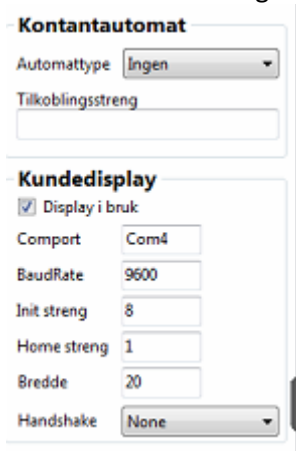 Kontantautomat
Automattype Ingen
Tilkoblingsstreng
Kundedisplay
Display i bruk
Comport Com4
BaudRate 9600
Init streng 8
Home streng 1
Bredde 20
Handshake None